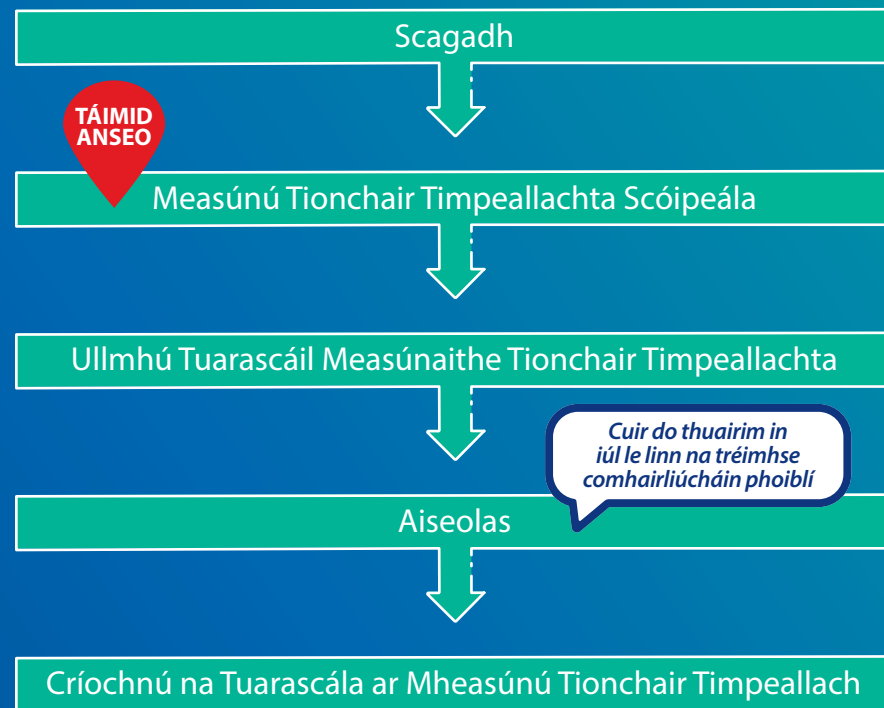 Scagadh
TÁIMID
ANSEO
Measúnú Tionchair Timpeallachta Scóipeála
Ullmhú Tuarascáil Measúnaithe Tionchair Timpeallachta
Cuir do thuairim in
iúl le linn na tréimhse
comhairliúcháin phoiblí
Aiseolas
Críochnú na Tuarascála ar Mheasúnú Tionchair Timpeallach